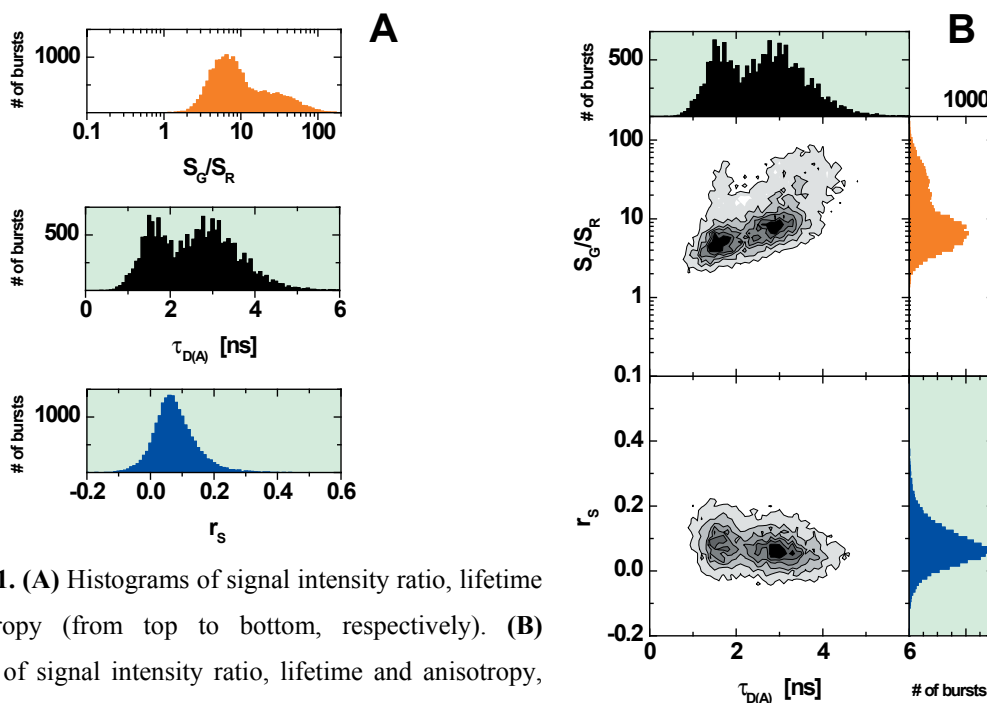 A
# of bursts
1000
0.1 1 10 100
S_G/S_R
# of bursts
500
0 2 4 6
τ_D(A) [ns]
# of bursts
1000
-0.2 0.0 0.2 0.4 0.6
r_S
1. (A) Histograms of signal intensity ratio, lifetime
ropy (from top to bottom, respectively). (B)
of signal intensity ratio, lifetime and anisotropy,
B
# of bursts
500
1000
S_G/S_R
100
10
1
0.1
r_S
0.4
0.2
0.0
-0.2
0 2 4 6
τ_D(A) [ns]
# of bursts